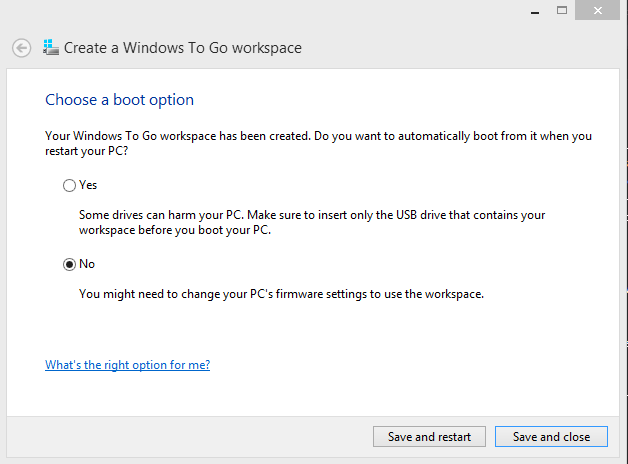 Create a Windows To Go workspace
Choose a boot option
Your Windows To Go workspace has been created. Do you want to automatically boot from it when you
restart your PC?
Yes
Some drives can harm your PC. Make sure to insert only the USB drive that contains your
workspace before you boot your PC.
No
You might need to change your PC's firmware settings to use the workspace.
What's the right option for me?
Save and restart Save and close